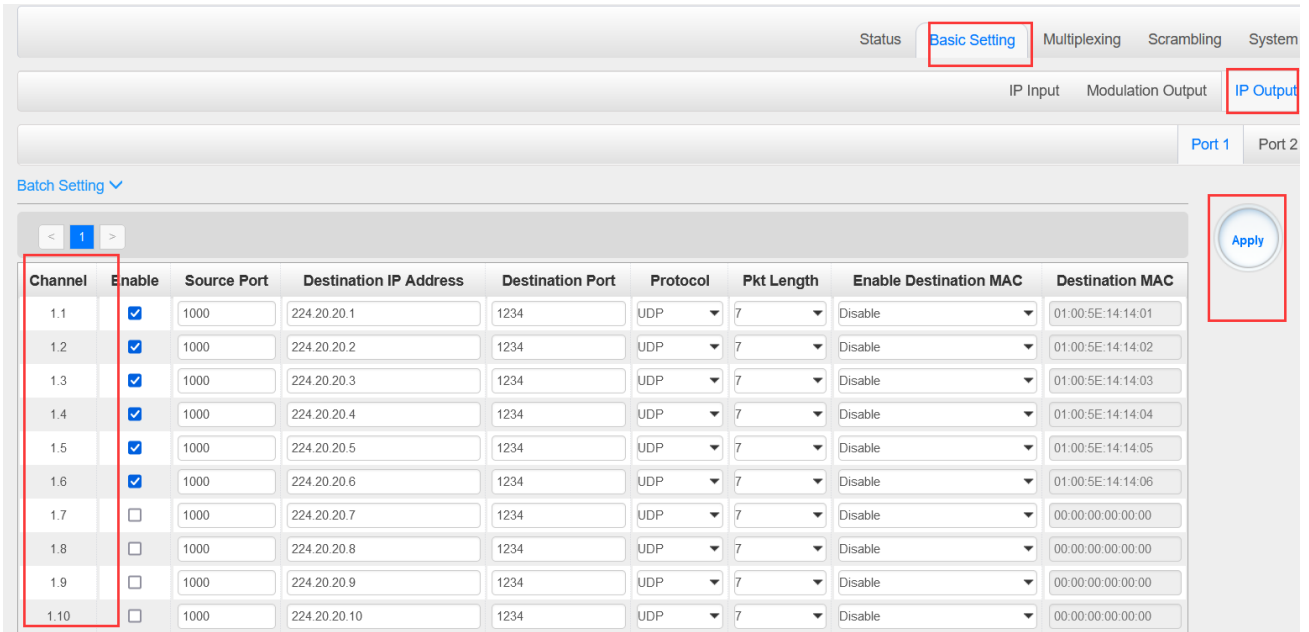 Status Basic Setting Multiplexing Scrambling System
IP Input Modulation Output IP Output
Port 1 Port 2
Batch Setting
< 1 >
Apply
Channel Enable Source Port Destination IP Address Destination Port Protocol Pkt Length Enable Destination MAC Destination MAC
1.1 1000 224.20.20.1 1234 UDP 7 Disable 01:00:5E:14:14:01
1.2 1000 224.20.20.2 1234 UDP 7 Disable 01:00:5E:14:14:02
1.3 1000 224.20.20.3 1234 UDP 7 Disable 01:00:5E:14:14:03
1.4 1000 224.20.20.4 1234 UDP 7 Disable 01:00:5E:14:14:04
1.5 1000 224.20.20.5 1234 UDP 7 Disable 01:00:5E:14:14:05
1.6 1000 224.20.20.6 1234 UDP 7 Disable 01:00:5E:14:14:06
1.7 1000 224.20.20.7 1234 UDP 7 Disable 00:00:00:00:00:00
1.8 1000 224.20.20.8 1234 UDP 7 Disable 00:00:00:00:00:00
1.9 1000 224.20.20.9 1234 UDP 7 Disable 00:00:00:00:00:00
1.10 1000 224.20.20.10 1234 UDP 7 Disable 00:00:00:00:00:00